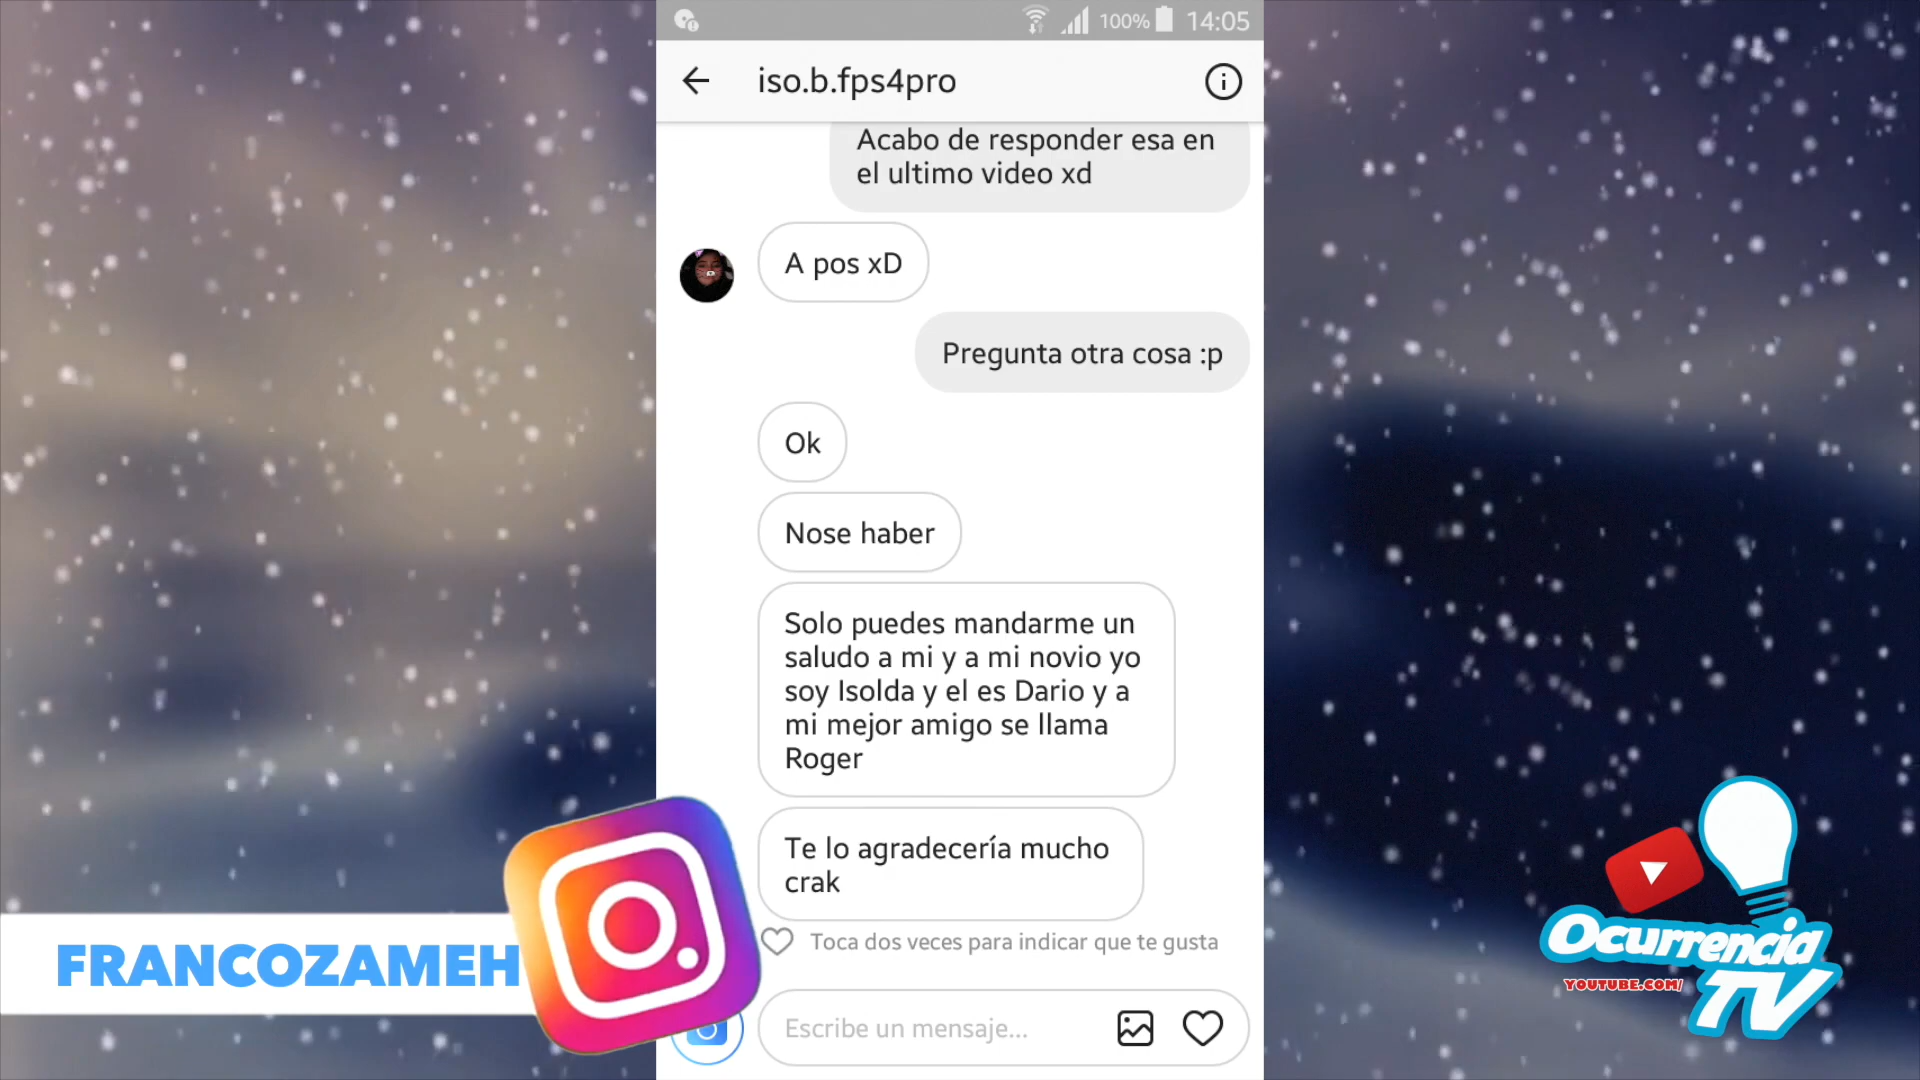 100% 14:05
iso.b.fps4pro
Acabo de responder esa en
el ultimo video xd
A pos xD
Pregunta otra cosa :p
Ok
Nose haber
Solo puedes mandarme un
saludo a mi y a mi novio yo
soy Isolda y el es Dario y a
mi mejor amigo se llama
Roger
Te lo agradecería mucho
crak
Toca dos veces para indicar que te gusta
Escribe un mensaje...
FRANCOZAMEH
Ocurrencia
YOUTUBE.COM/
TV